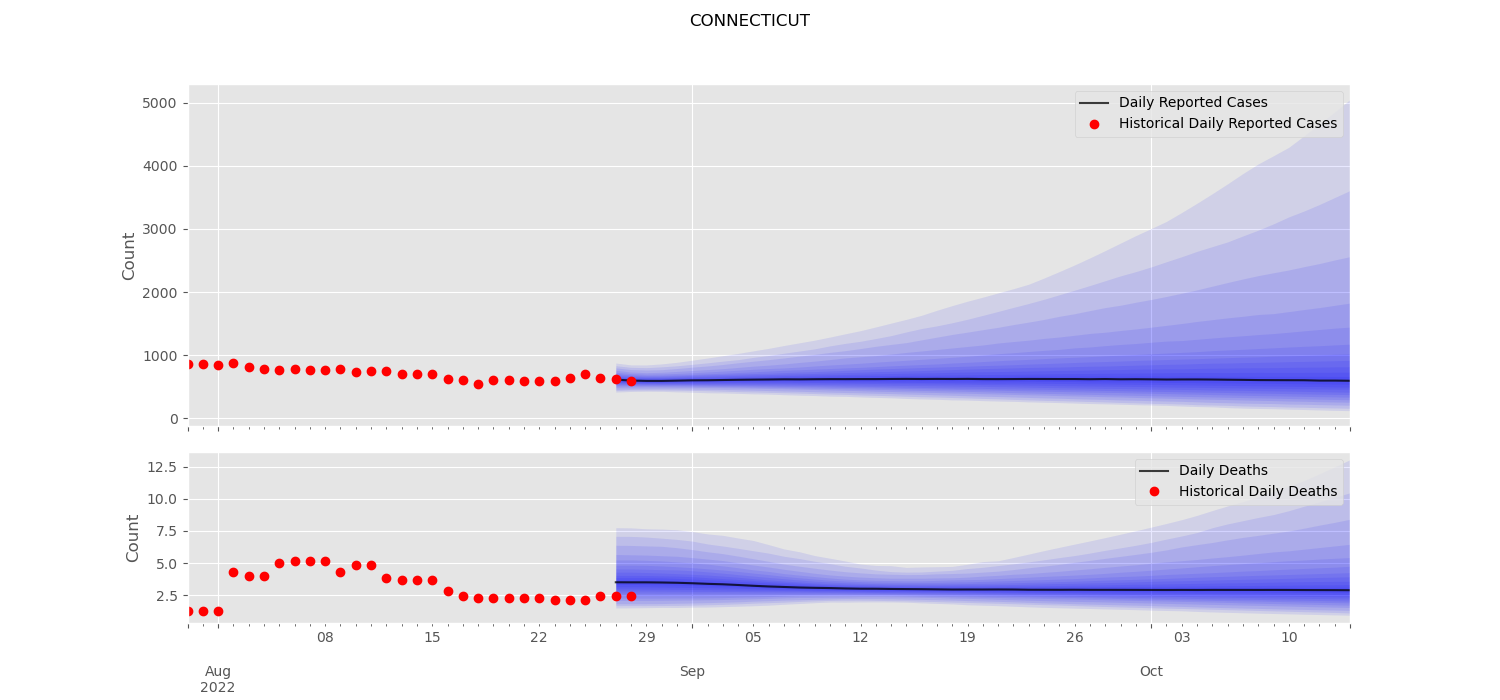 CONNECTICUT
5000
4000
3000
2000
1000
0
Count
Daily Reported Cases
Historical Daily Reported Cases
12.5
10.0
7.5
5.0
2.5
Count
Daily Deaths
Historical Daily Deaths
08 15 22 29 05 12 19 26 03 10
Aug Sep Oct
2022